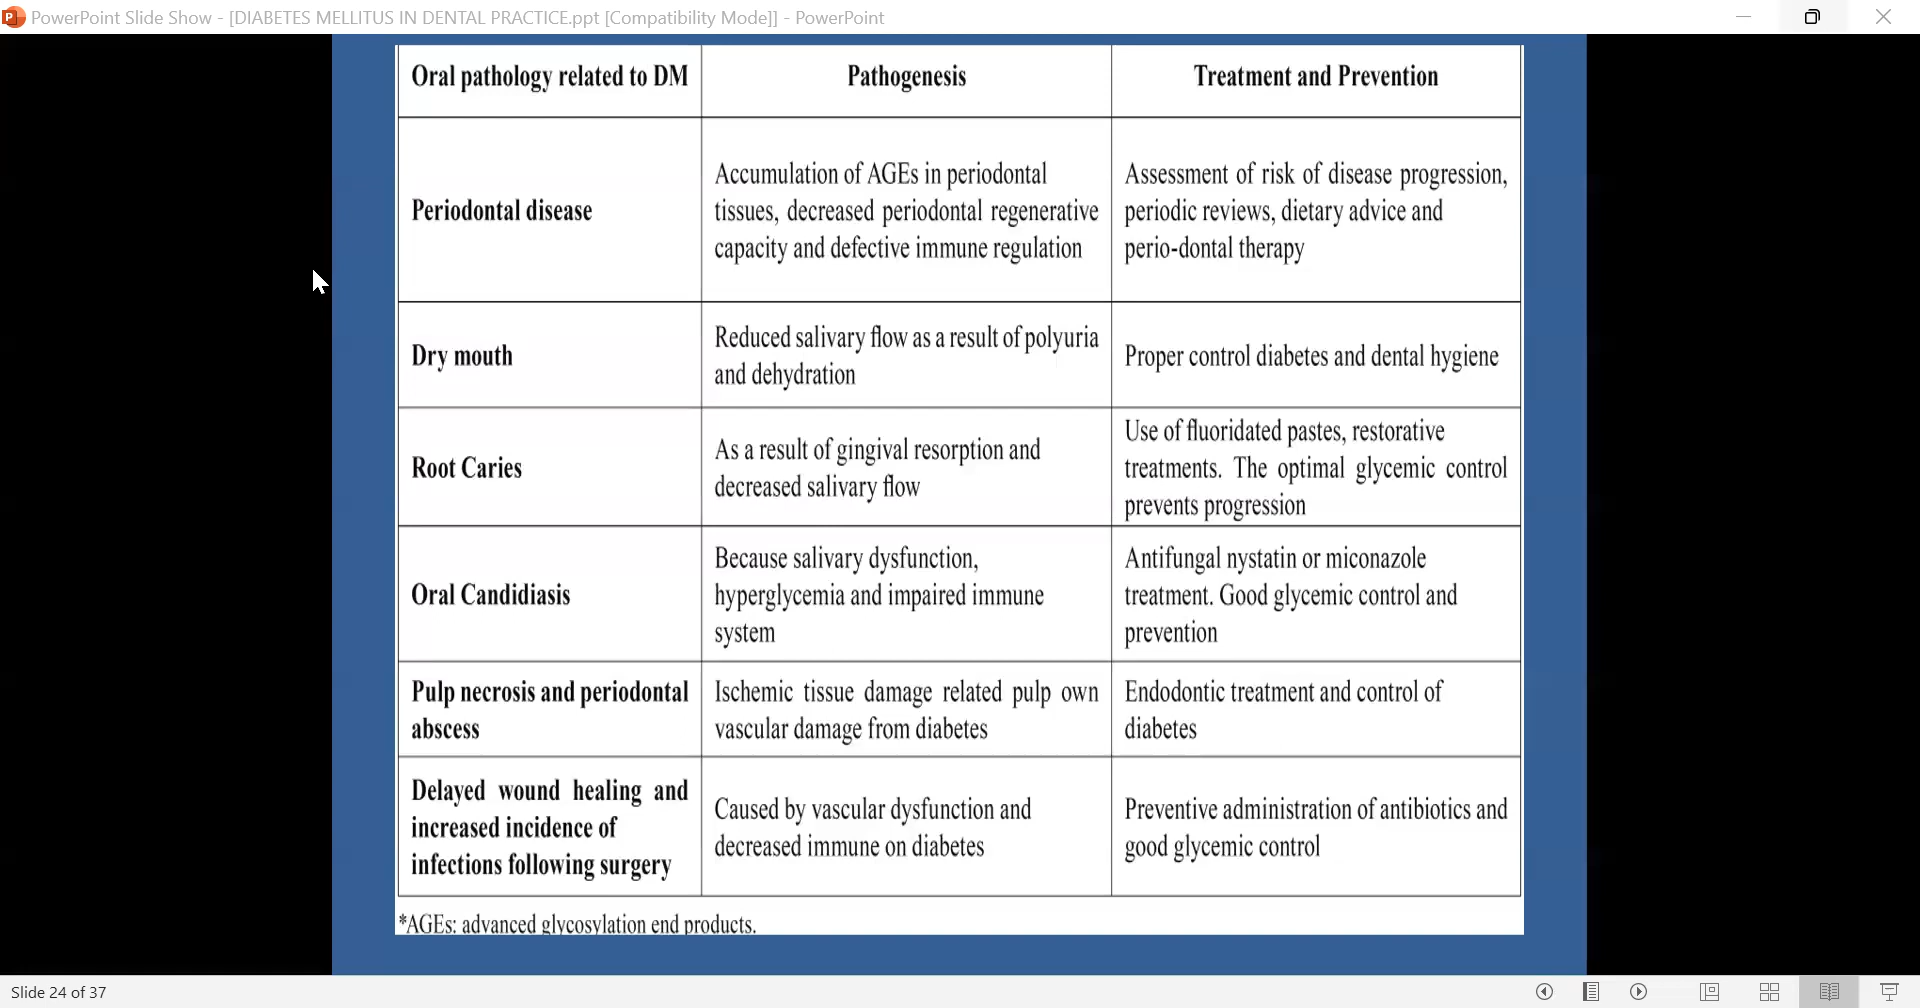 PowerPoint Slide Show - [DIABETES MELLITUS IN DENTAL PRACTICE.ppt [Compatibility Mode]] - PowerPoint
Oral pathology related to DM
Pathogenesis
Treatment and Prevention
Periodontal disease
Accumulation of AGEs in periodontal
tissues, decreased periodontal regenerative
capacity and defective immune regulation
Assessment of risk of disease progression,
periodic reviews, dietary advice and
perio-dontal therapy
Dry mouth
Reduced salivary flow as a result of polyuria
and dehydration
Proper control diabetes and dental hygiene
Root Caries
As a result of gingival resorption and
decreased salivary flow
Use of fluoridated pastes, restorative
treatments. The optimal glycemic control
prevents progression
Oral Candidiasis
Because salivary dysfunction,
hyperglycemia and impaired immune
system
Antifungal nystatin or miconazole
treatment. Good glycemic control and
prevention
Pulp necrosis and periodontal
abscess
Ischemic tissue damage related pulp own
vascular damage from diabetes
Endodontic treatment and control of
diabetes
Delayed wound healing and
increased incidence of
infections following surgery
Caused by vascular dysfunction and
decreased immune on diabetes
Preventive administration of antibiotics and
good glycemic control
*AGEs: advanced glycosylation end products.
Slide 24 of 37